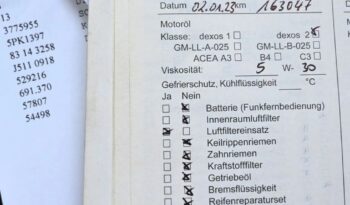 3775955
5PK1397
83 14 3258
J511 0918
529216
691.370
57807
54498
Datum 02.01.23 km 163047
Motoröl
Klasse: dexos 1 dexos 2
GM-LL-A-025 GM-LL-B-025
ACEA A3 B4 C3
Viskosität: 5 W- 30
Gefrierschutz, Kühlflüssigkeit °C
Ja Nein
Batterie (Funkfernbedienung)
Innenraumluftfilter
Luftfiltereinsatz
Keilrippenriemen
Zahnriemen
Kraftstofffilter
Getriebeöl
Bremsflüssigkeit
Reifenreparaturset